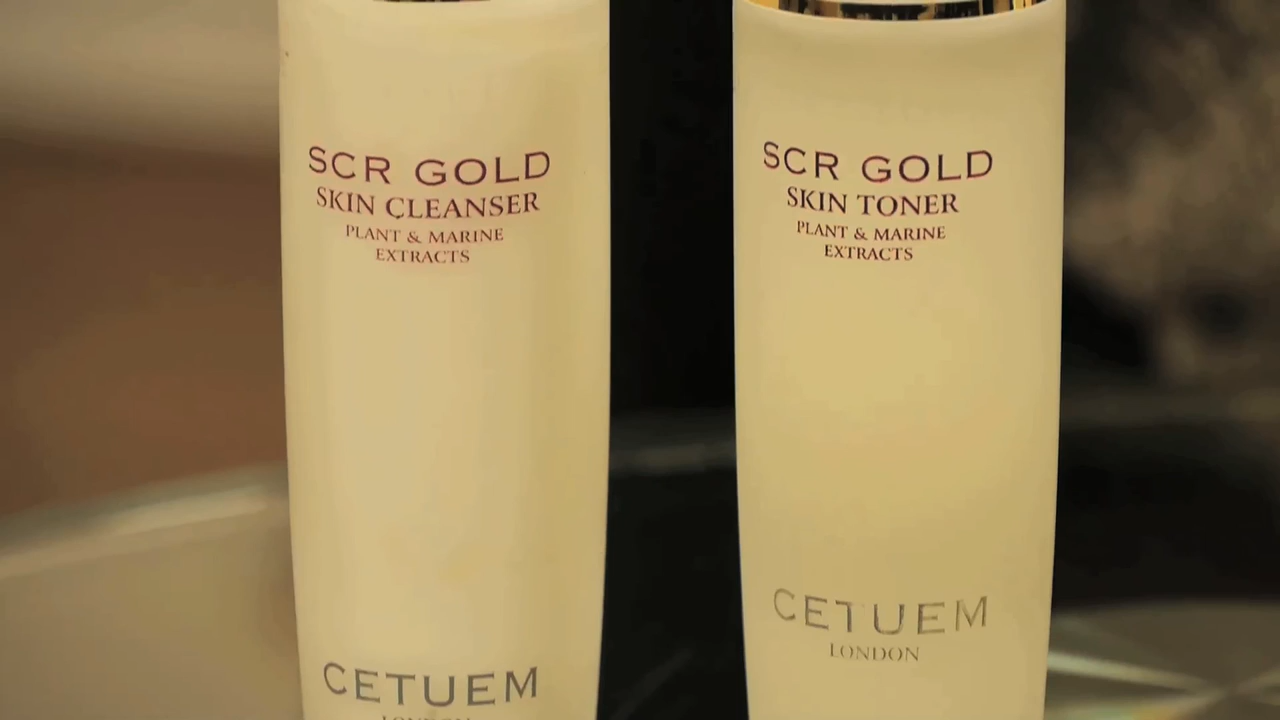 SCR GOLD
SKIN CLEANSER
PLANT & MARINE
EXTRACTS
CETUEM
SCR GOLD
SKIN TONER
PLANT & MARINE
EXTRACTS
CETUEM
LONDON